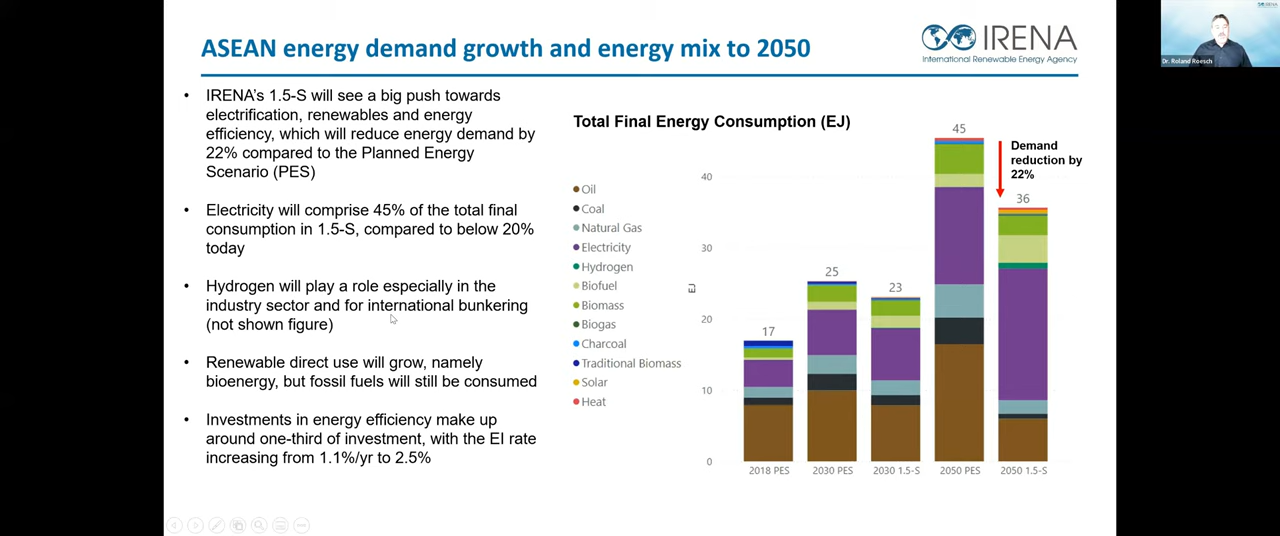 ASEAN energy demand growth and energy mix to 2050
IRENA
International Renewable Energy Agency
IRENA
Dr. Roland Roesch
• IRENA's 1.5-S will see a big push towards
electrification, renewables and energy
efficiency, which will reduce energy demand by
22% compared to the Planned Energy
Scenario (PES)
• Electricity will comprise 45% of the total final
consumption in 1.5-S, compared to below 20%
today
• Hydrogen will play a role especially in the
industry sector and for international bunkering
(not shown figure)
• Renewable direct use will grow, namely
bioenergy, but fossil fuels will still be consumed
• Investments in energy efficiency make up
around one-third of investment, with the EI rate
increasing from 1.1%/yr to 2.5%
Total Final Energy Consumption (EJ)
Oil
Coal
Natural Gas
Electricity
Hydrogen
Biofuel
Biomass
Biogas
Charcoal
Traditional Biomass
Solar
Heat
EJ
40
30
20
10
0
17
25
23
45
36
Demand
reduction by
22%
2018 PES
2030 PES
2030 1.5-S
2050 PES
2050 1.5-S